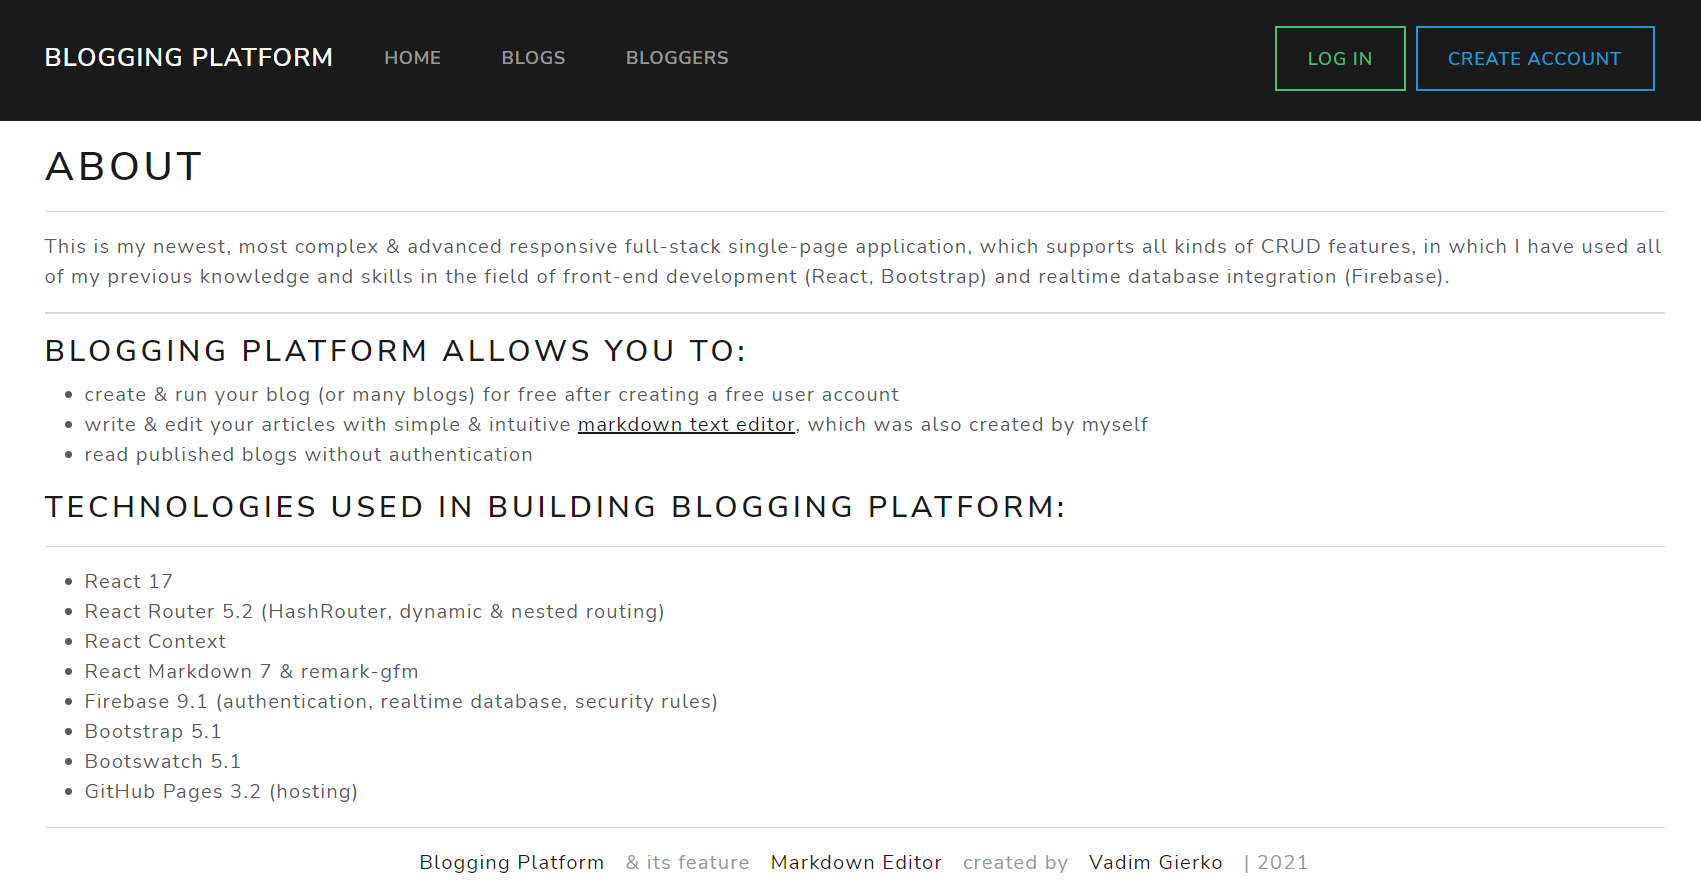 BLOGGING PLATFORM HOME BLOGS BLOGGERS LOG IN CREATE ACCOUNT
ABOUT
This is my newest, most complex & advanced responsive full-stack single-page application, which supports all kinds of CRUD features, in which I have used all
of my previous knowledge and skills in the field of front-end development (React, Bootstrap) and realtime database integration (Firebase).
BLOGGING PLATFORM ALLOWS YOU TO:
• create & run your blog (or many blogs) for free after creating a free user account
• write & edit your articles with simple & intuitive markdown text editor, which was also created by myself
• read published blogs without authentication
TECHNOLOGIES USED IN BUILDING BLOGGING PLATFORM:
• React 17
• React Router 5.2 (HashRouter, dynamic & nested routing)
• React Context
• React Markdown 7 & remark-gfm
• Firebase 9.1 (authentication, realtime database, security rules)
• Bootstrap 5.1
• Bootswatch 5.1
• GitHub Pages 3.2 (hosting)
Blogging Platform & its feature Markdown Editor created by Vadim Gierko | 2021